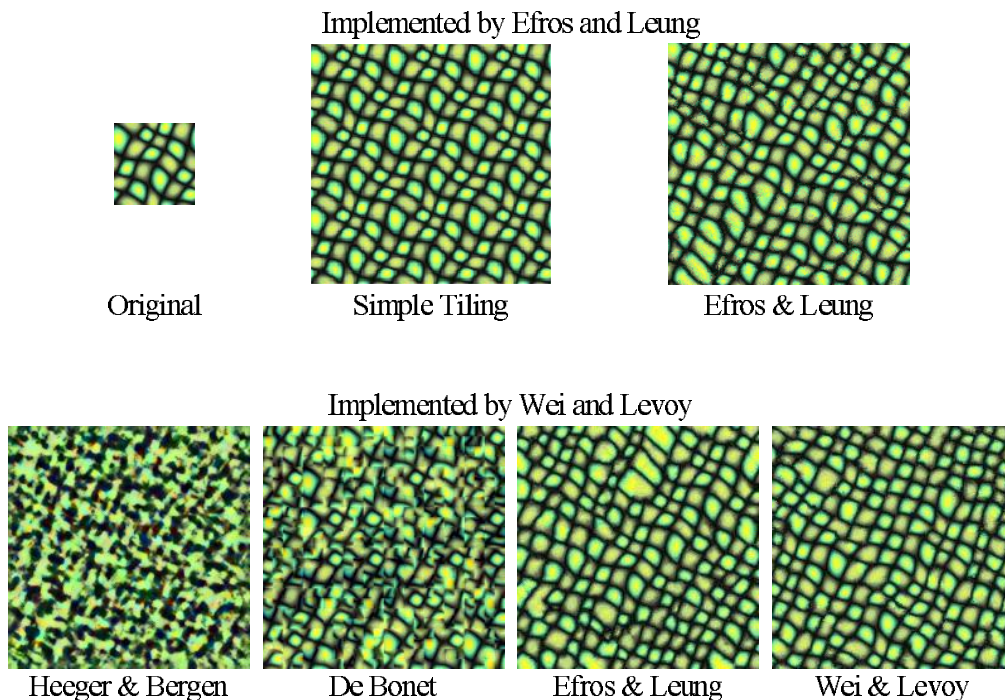 Implemented by Efros and Leung
Original
Simple Tiling
Efros & Leung
Implemented by Wei and Levoy
Heeger & Bergen
De Bonet
Efros & Leung
Wei & Levoy